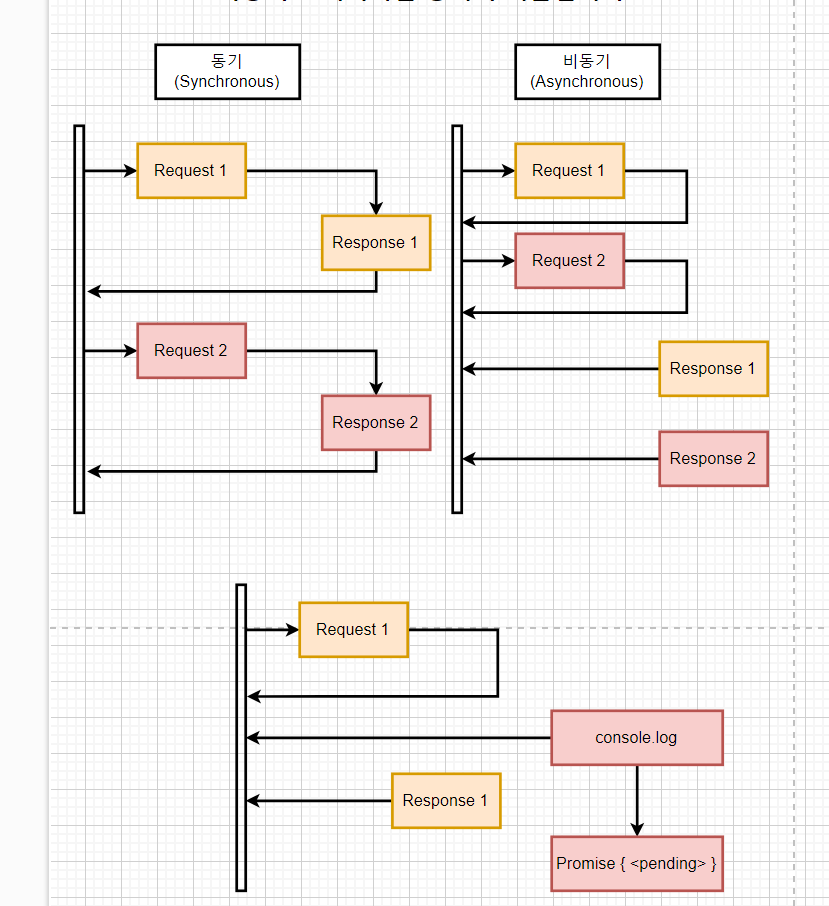 동기
(Synchronous)
비동기
(Asynchronous)
Request 1
Response 1
Request 2
Response 2
Request 1
Request 2
Response 1
Response 2
Request 1
console.log
Response 1
Promise { <pending> }